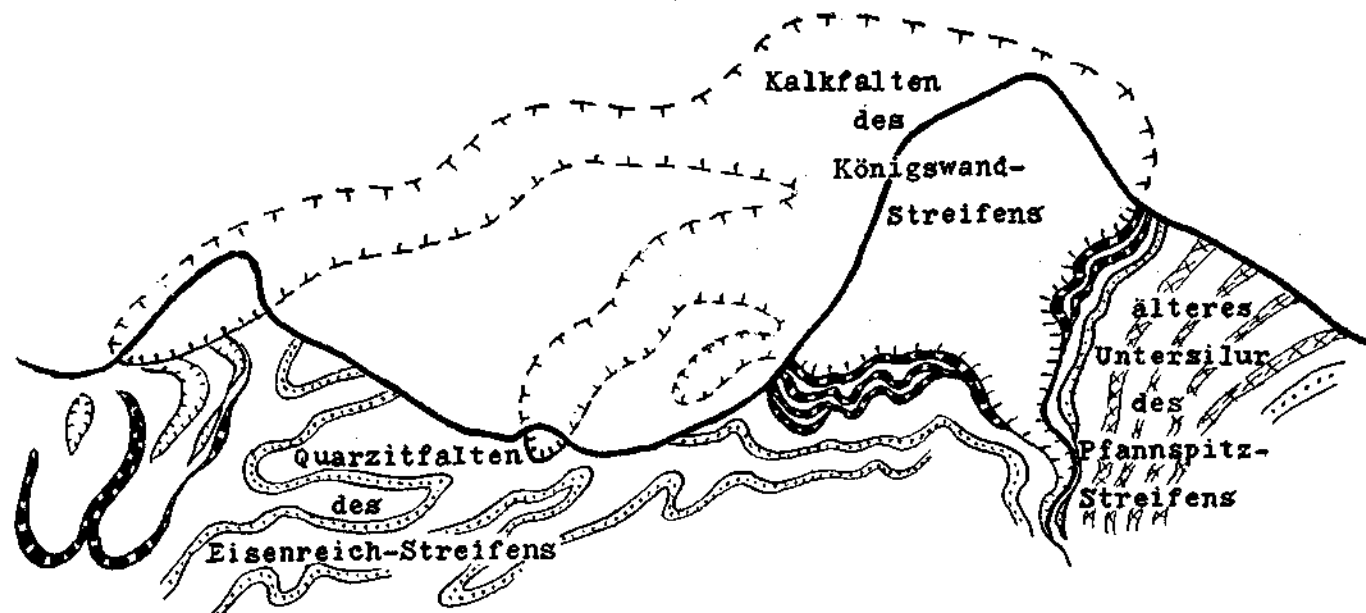 Kalkfalten
des
Königswand-
Streifens
älteres
Untersilur
des
Pfannspitz-
Streifens
Quarzitfalten
des
Eisenreich-Streifens